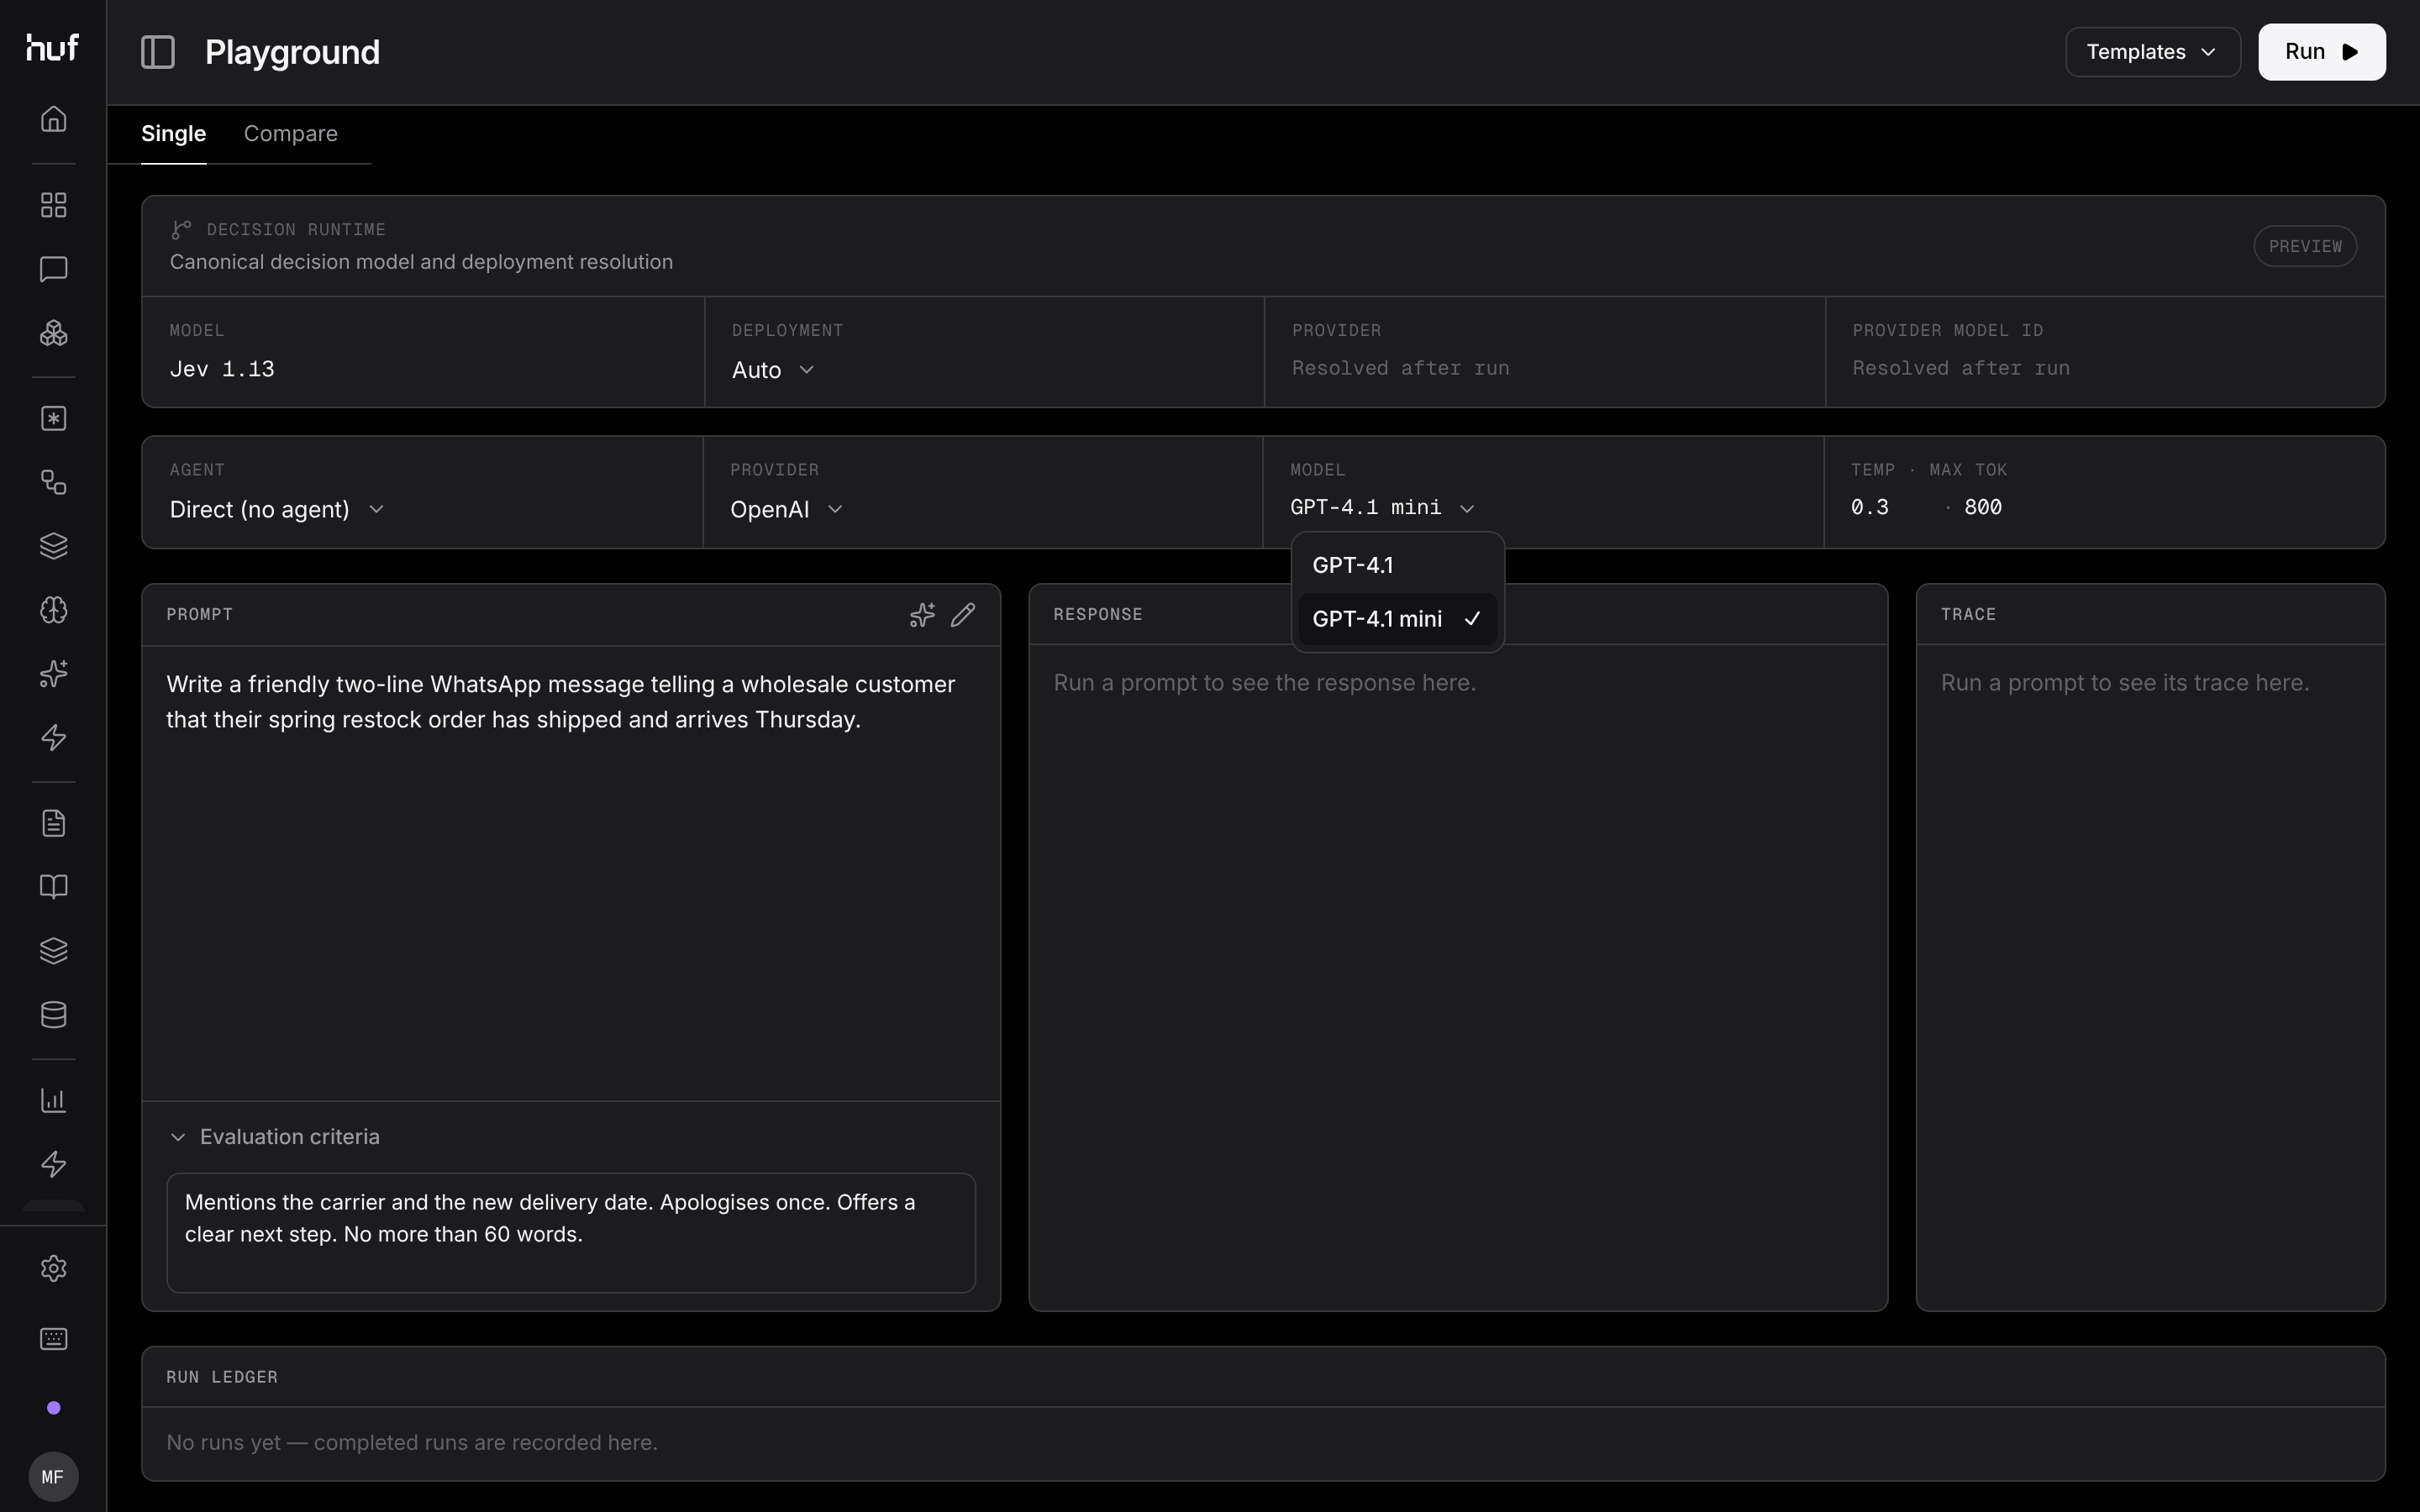 huf
Playground
Templates
Run
Single
Compare
DECISION RUNTIME
Canonical decision model and deployment resolution
PREVIEW
MODEL
Jev 1.13
DEPLOYMENT
Auto
PROVIDER
Resolved after run
PROVIDER MODEL ID
Resolved after run
AGENT
Direct (no agent)
PROVIDER
OpenAI
MODEL
GPT-4.1 mini
TEMP · MAX TOK
0.3 · 800
GPT-4.1
GPT-4.1 mini
PROMPT
Write a friendly two-line WhatsApp message telling a wholesale customer
that their spring restock order has shipped and arrives Thursday.
Evaluation criteria
Mentions the carrier and the new delivery date. Apologises once. Offers a
clear next step. No more than 60 words.
RESPONSE
Run a prompt to see the response here.
TRACE
Run a prompt to see its trace here.
RUN LEDGER
No runs yet — completed runs are recorded here.
MF